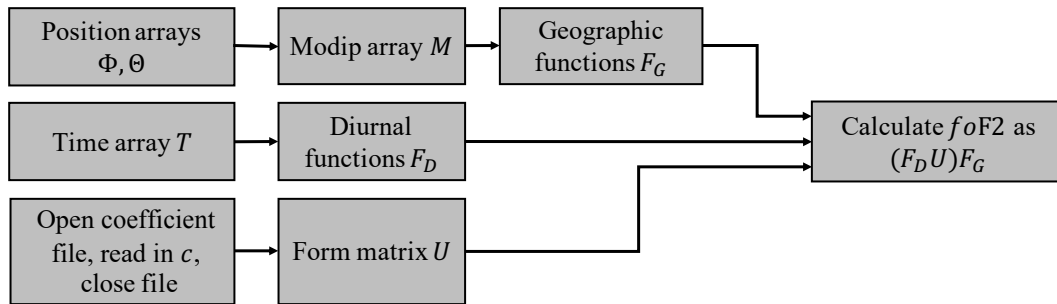 Position arrays
Φ, Θ
Modip array M
Geographic
functions F_G
Time array T
Diurnal
functions F_D
Calculate foF2 as
(F_D U)F_G
Open coefficient
file, read in c,
close file
Form matrix U